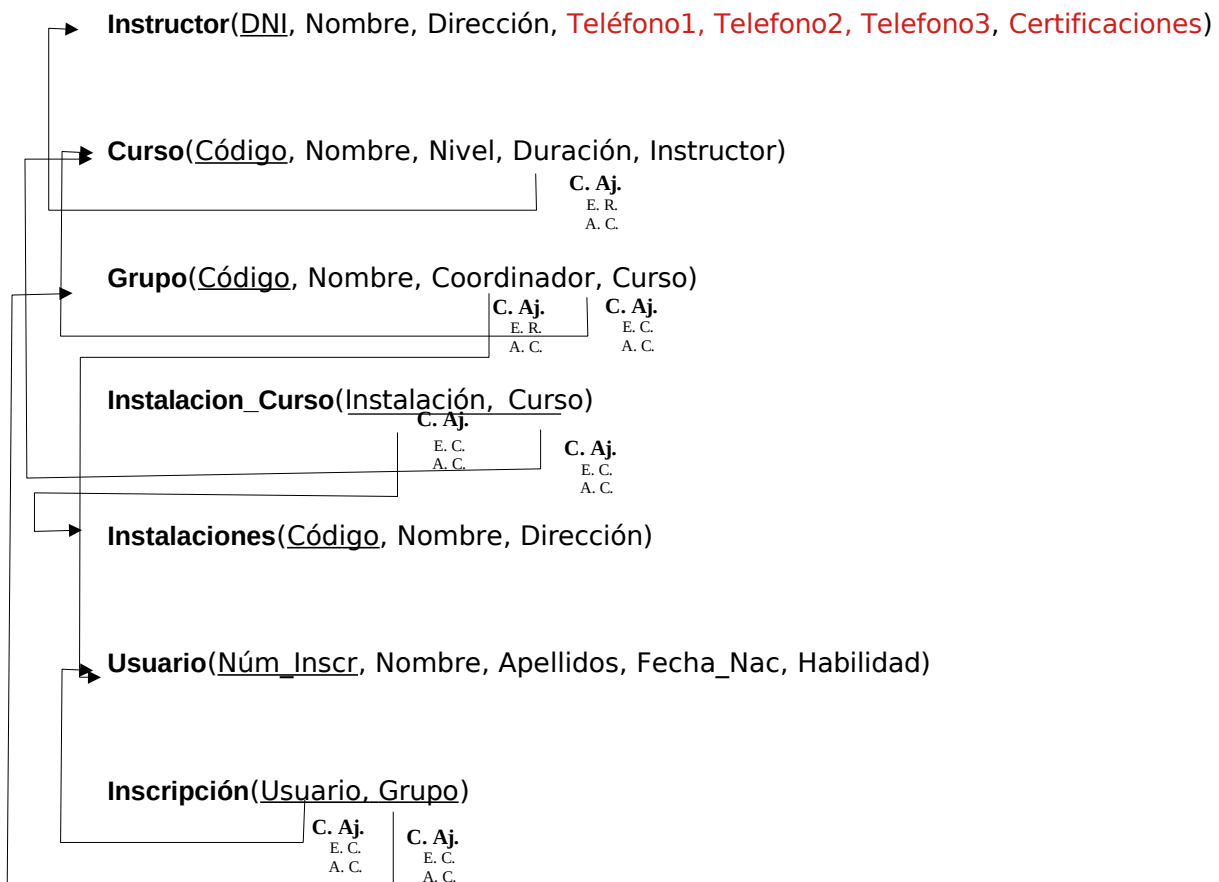 Instructor(DNI, Nombre, Dirección, Teléfono1, Telefono2, Telefono3, Certificaciones)
Curso(Código, Nombre, Nivel, Duración, Instructor)
C. Aj.
E. R.
A. C.
Grupo(Código, Nombre, Coordinador, Curso)
C. Aj.
E. R.
A. C.
C. Aj.
E. C.
A. C.
Instalacion_Curso(Instalación, Curso)
C. Aj.
E. C.
A. C.
C. Aj.
E. C.
A. C.
Instalaciones(Código, Nombre, Dirección)
Usuario(Núm_Inscr, Nombre, Apellidos, Fecha_Nac, Habilidad)
Inscripción(Usuario, Grupo)
C. Aj.
E. C.
A. C.
C. Aj.
E. C.
A. C.